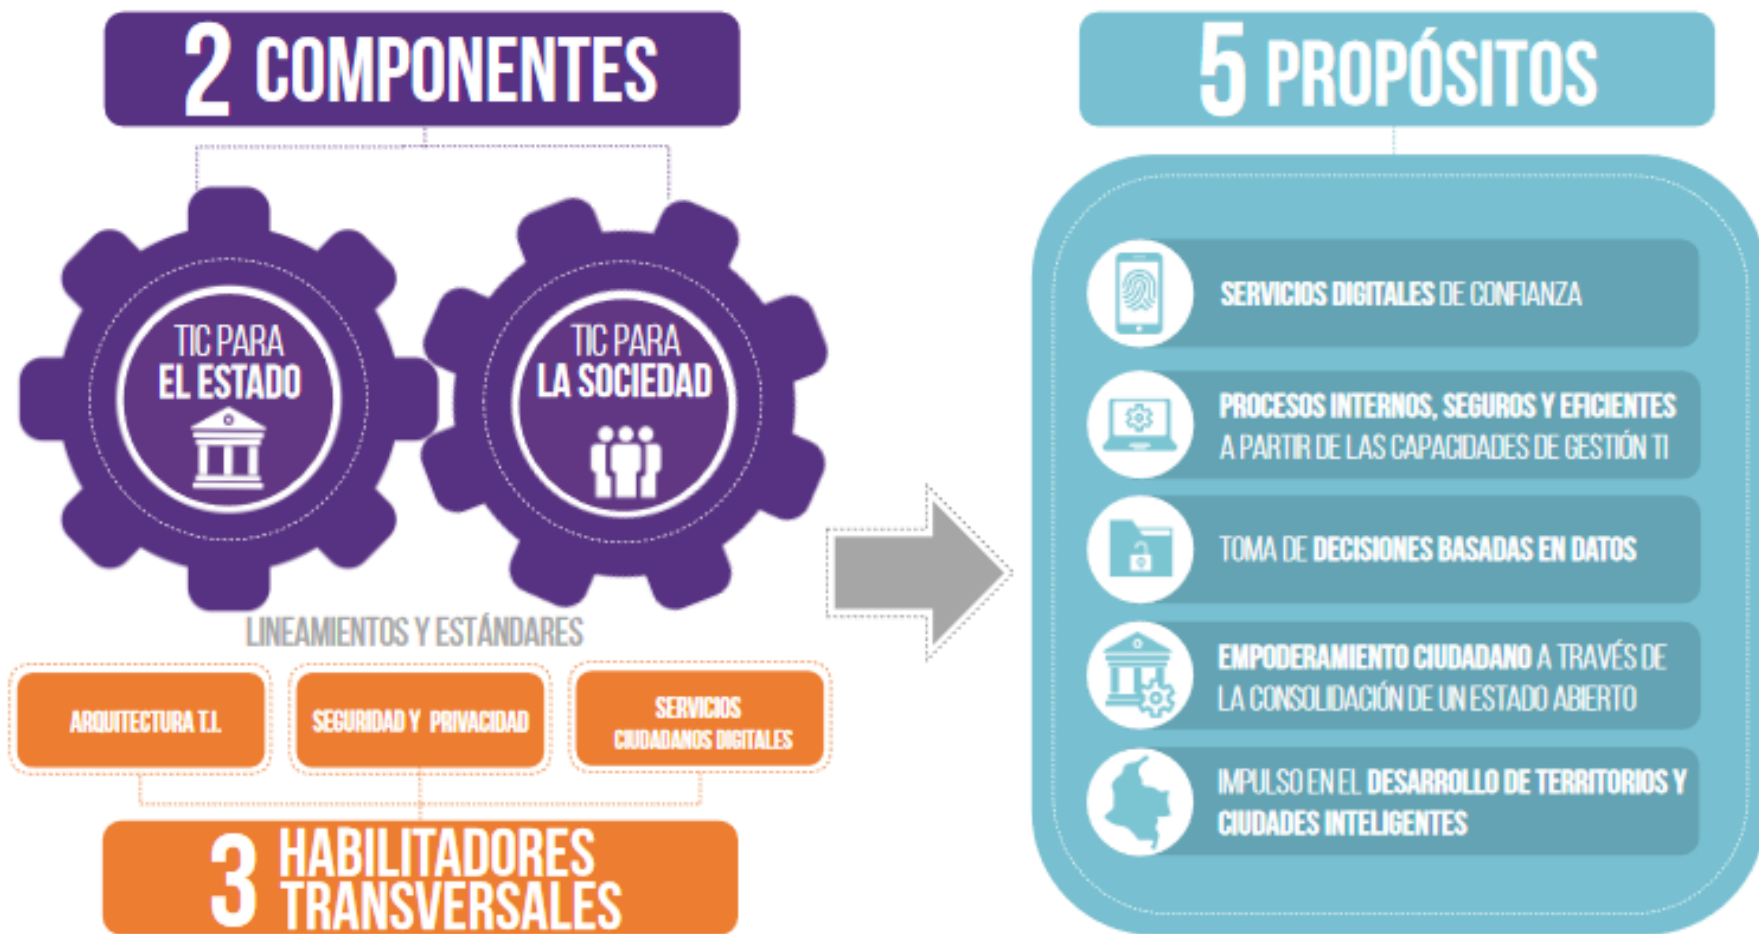 2 COMPONENTES
TIC PARA
EL ESTADO
TIC PARA
LA SOCIEDAD
LINEAMIENTOS Y ESTÁNDARES
ARQUITECTURA T.I.
SEGURIDAD Y PRIVACIDAD
SERVICIOS
CIUDADANOS DIGITALES
3 HABILITADORES
TRANSVERSALES
5 PROPÓSITOS
SERVICIOS DIGITALES DE CONFIANZA
PROCESOS INTERNOS, SEGUROS Y EFICIENTES
A PARTIR DE LAS CAPACIDADES DE GESTIÓN TI
TOMA DE DECISIONES BASADAS EN DATOS
EMPODERAMIENTO CIUDADANO A TRAVÉS DE
LA CONSOLIDACIÓN DE UN ESTADO ABIERTO
IMPULSO EN EL DESARROLLO DE TERRITORIOS Y
CIUDADES INTELIGENTES